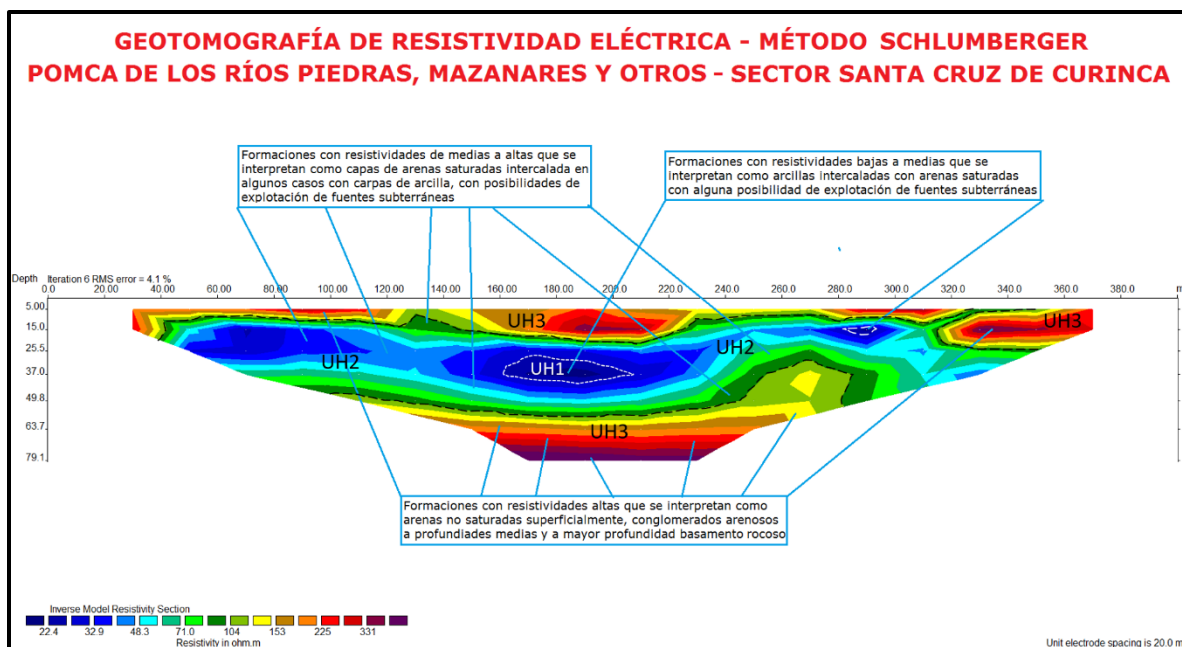 GEOTOMOGRAFÍA DE RESISTIVIDAD ELÉCTRICA - MÉTODO SCHLUMBERGER
POMCA DE LOS RÍOS PIEDRAS, MAZANARES Y OTROS - SECTOR SANTA CRUZ DE CURINCA
Formaciones con resistividades de medias a altas que se
interpretan como capas de arenas saturadas intercalada en
algunos casos con carpas de arcilla, con posibilidades de
explotación de fuentes subterráneas
Formaciones con resistividades bajas a medias que se
interpretan como arcillas intercaladas con arenas saturadas
con alguna posibilidad de explotación de fuentes subterráneas
Depth Iteration 6 RMS error = 4.1 %
0.0 20.00 40.00 60.00 80.00 100.0 120.0 140.00 160.00 180.0 200.0 220.0 240.0 260.0 280.0 300.0 320.0 340.0 360.0 380.0 m
5.00
15.0
25.5
37.0
49.8
63.7
79.1
UH3
UH3
UH2
UH2
UH1
UH3
Formaciones con resistividades altas que se interpretan como
arenas no saturadas superficialmente, conglomerados arenosos
a profundiades medias y a mayor profundidad basamento rocoso
Inverse Model Resistivity Section
22.4 32.9 48.3 71.0 104 153 225 331
Resistivity in ohm.m
Unit electrode spacing is 20.0 m